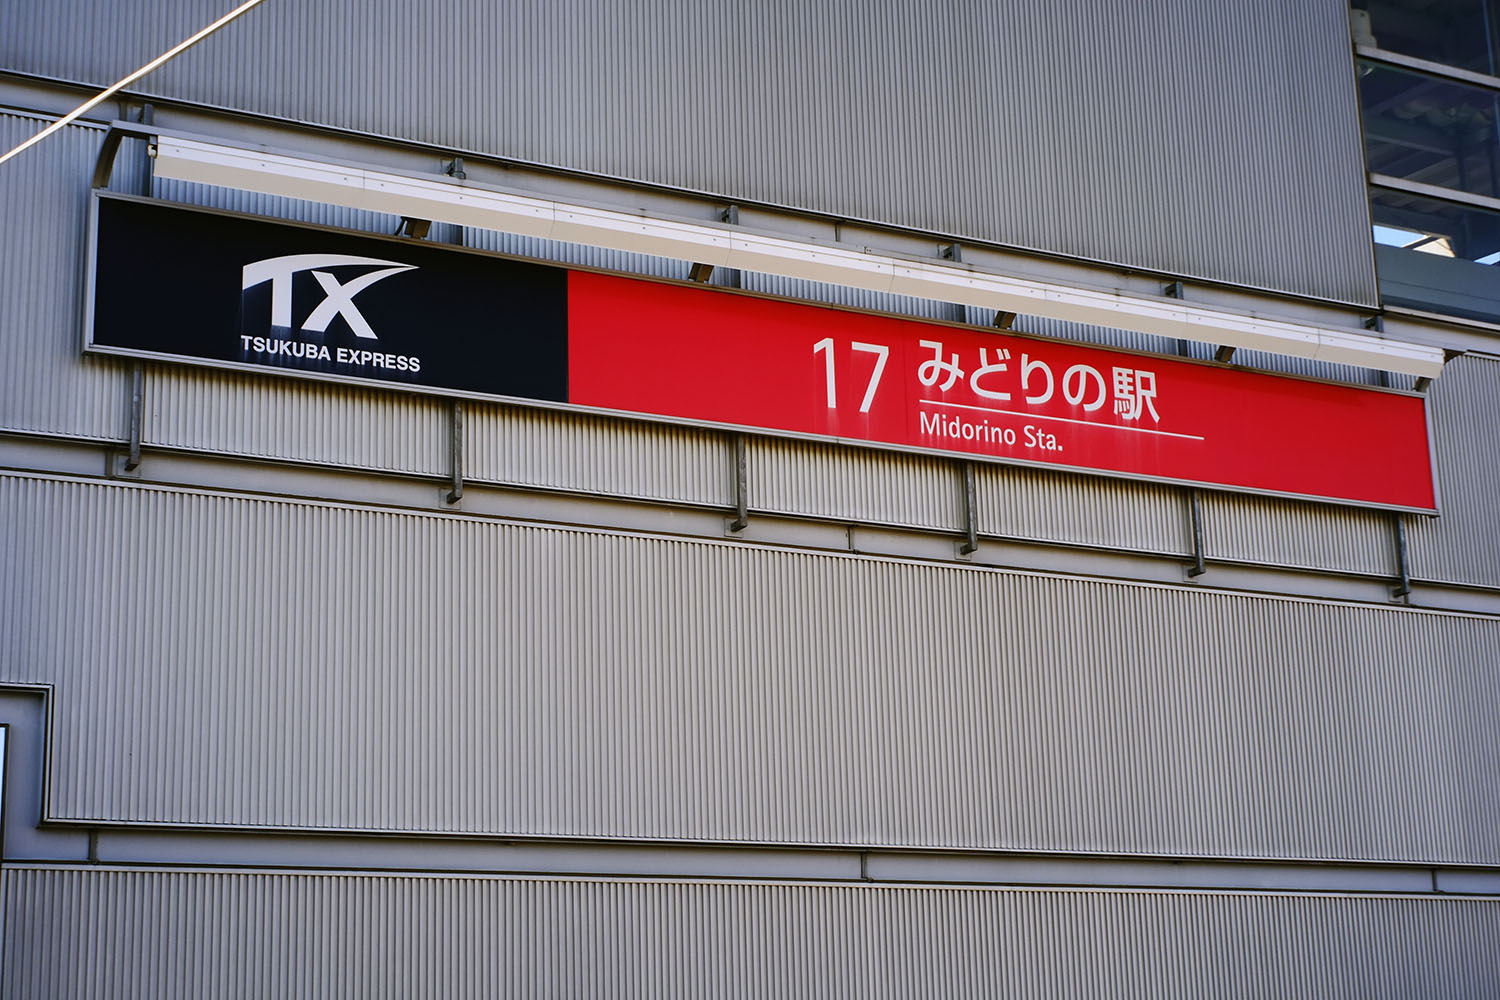 TX
TSUKUBA EXPRESS
17 みどりの駅
Midorino Sta.